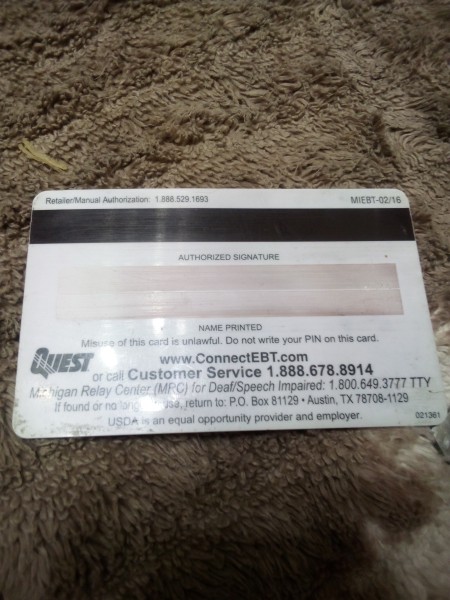 Retailer/Manual Authorization: 1.888.529.1693 MIEBT-02/16
AUTHORIZED SIGNATURE
NAME PRINTED
Misuse of this card is unlawful. Do not write your PIN on this card.
QUEST
www.ConnectEBT.com
or call Customer Service 1.888.678.8914
Michigan Relay Center (MPC) for Deaf/Speech Impaired: 1.800.649.3777 TTY
If found or no longer use, return to: P.O. Box 81129 • Austin, TX 78708-1129
USDA is an equal opportunity provider and employer.
021361